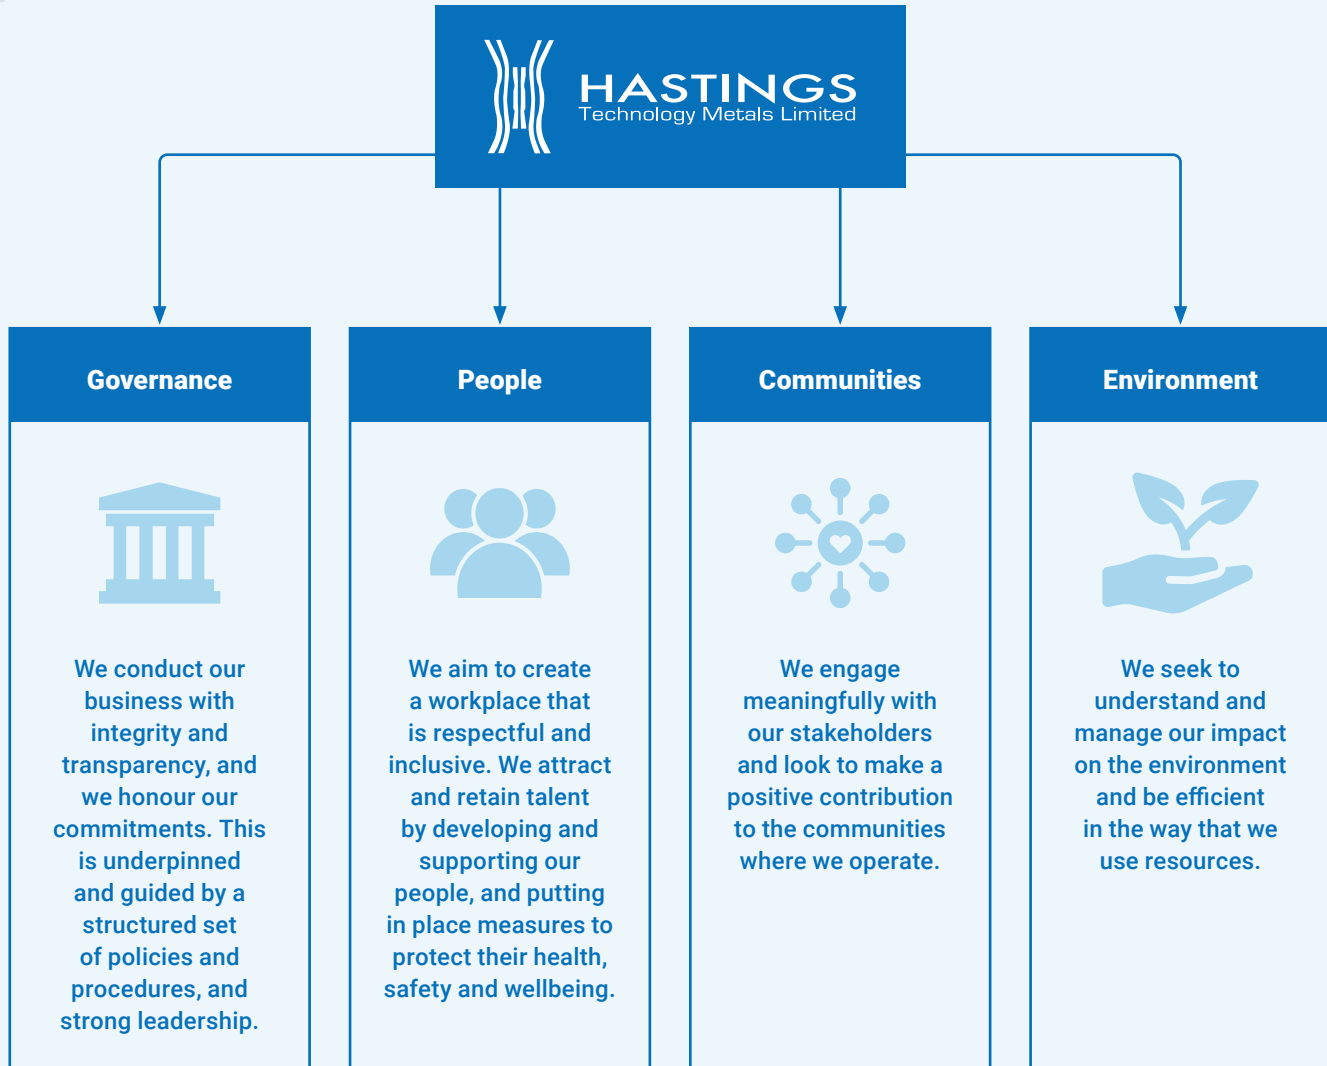 HASTINGS
Technology Metals Limited
Governance
We conduct our
business with
integrity and
transparency, and
we honour our
commitments. This
is underpinned
and guided by a
structured set
of policies and
procedures, and
strong leadership.
People
We aim to create
a workplace that
is respectful and
inclusive. We attract
and retain talent
by developing and
supporting our
people, and putting
in place measures to
protect their health,
safety and wellbeing.
Communities
We engage
meaningfully with
our stakeholders
and look to make a
positive contribution
to the communities
where we operate.
Environment
We seek to
understand and
manage our impact
on the environment
and be efficient
in the way that we
use resources.